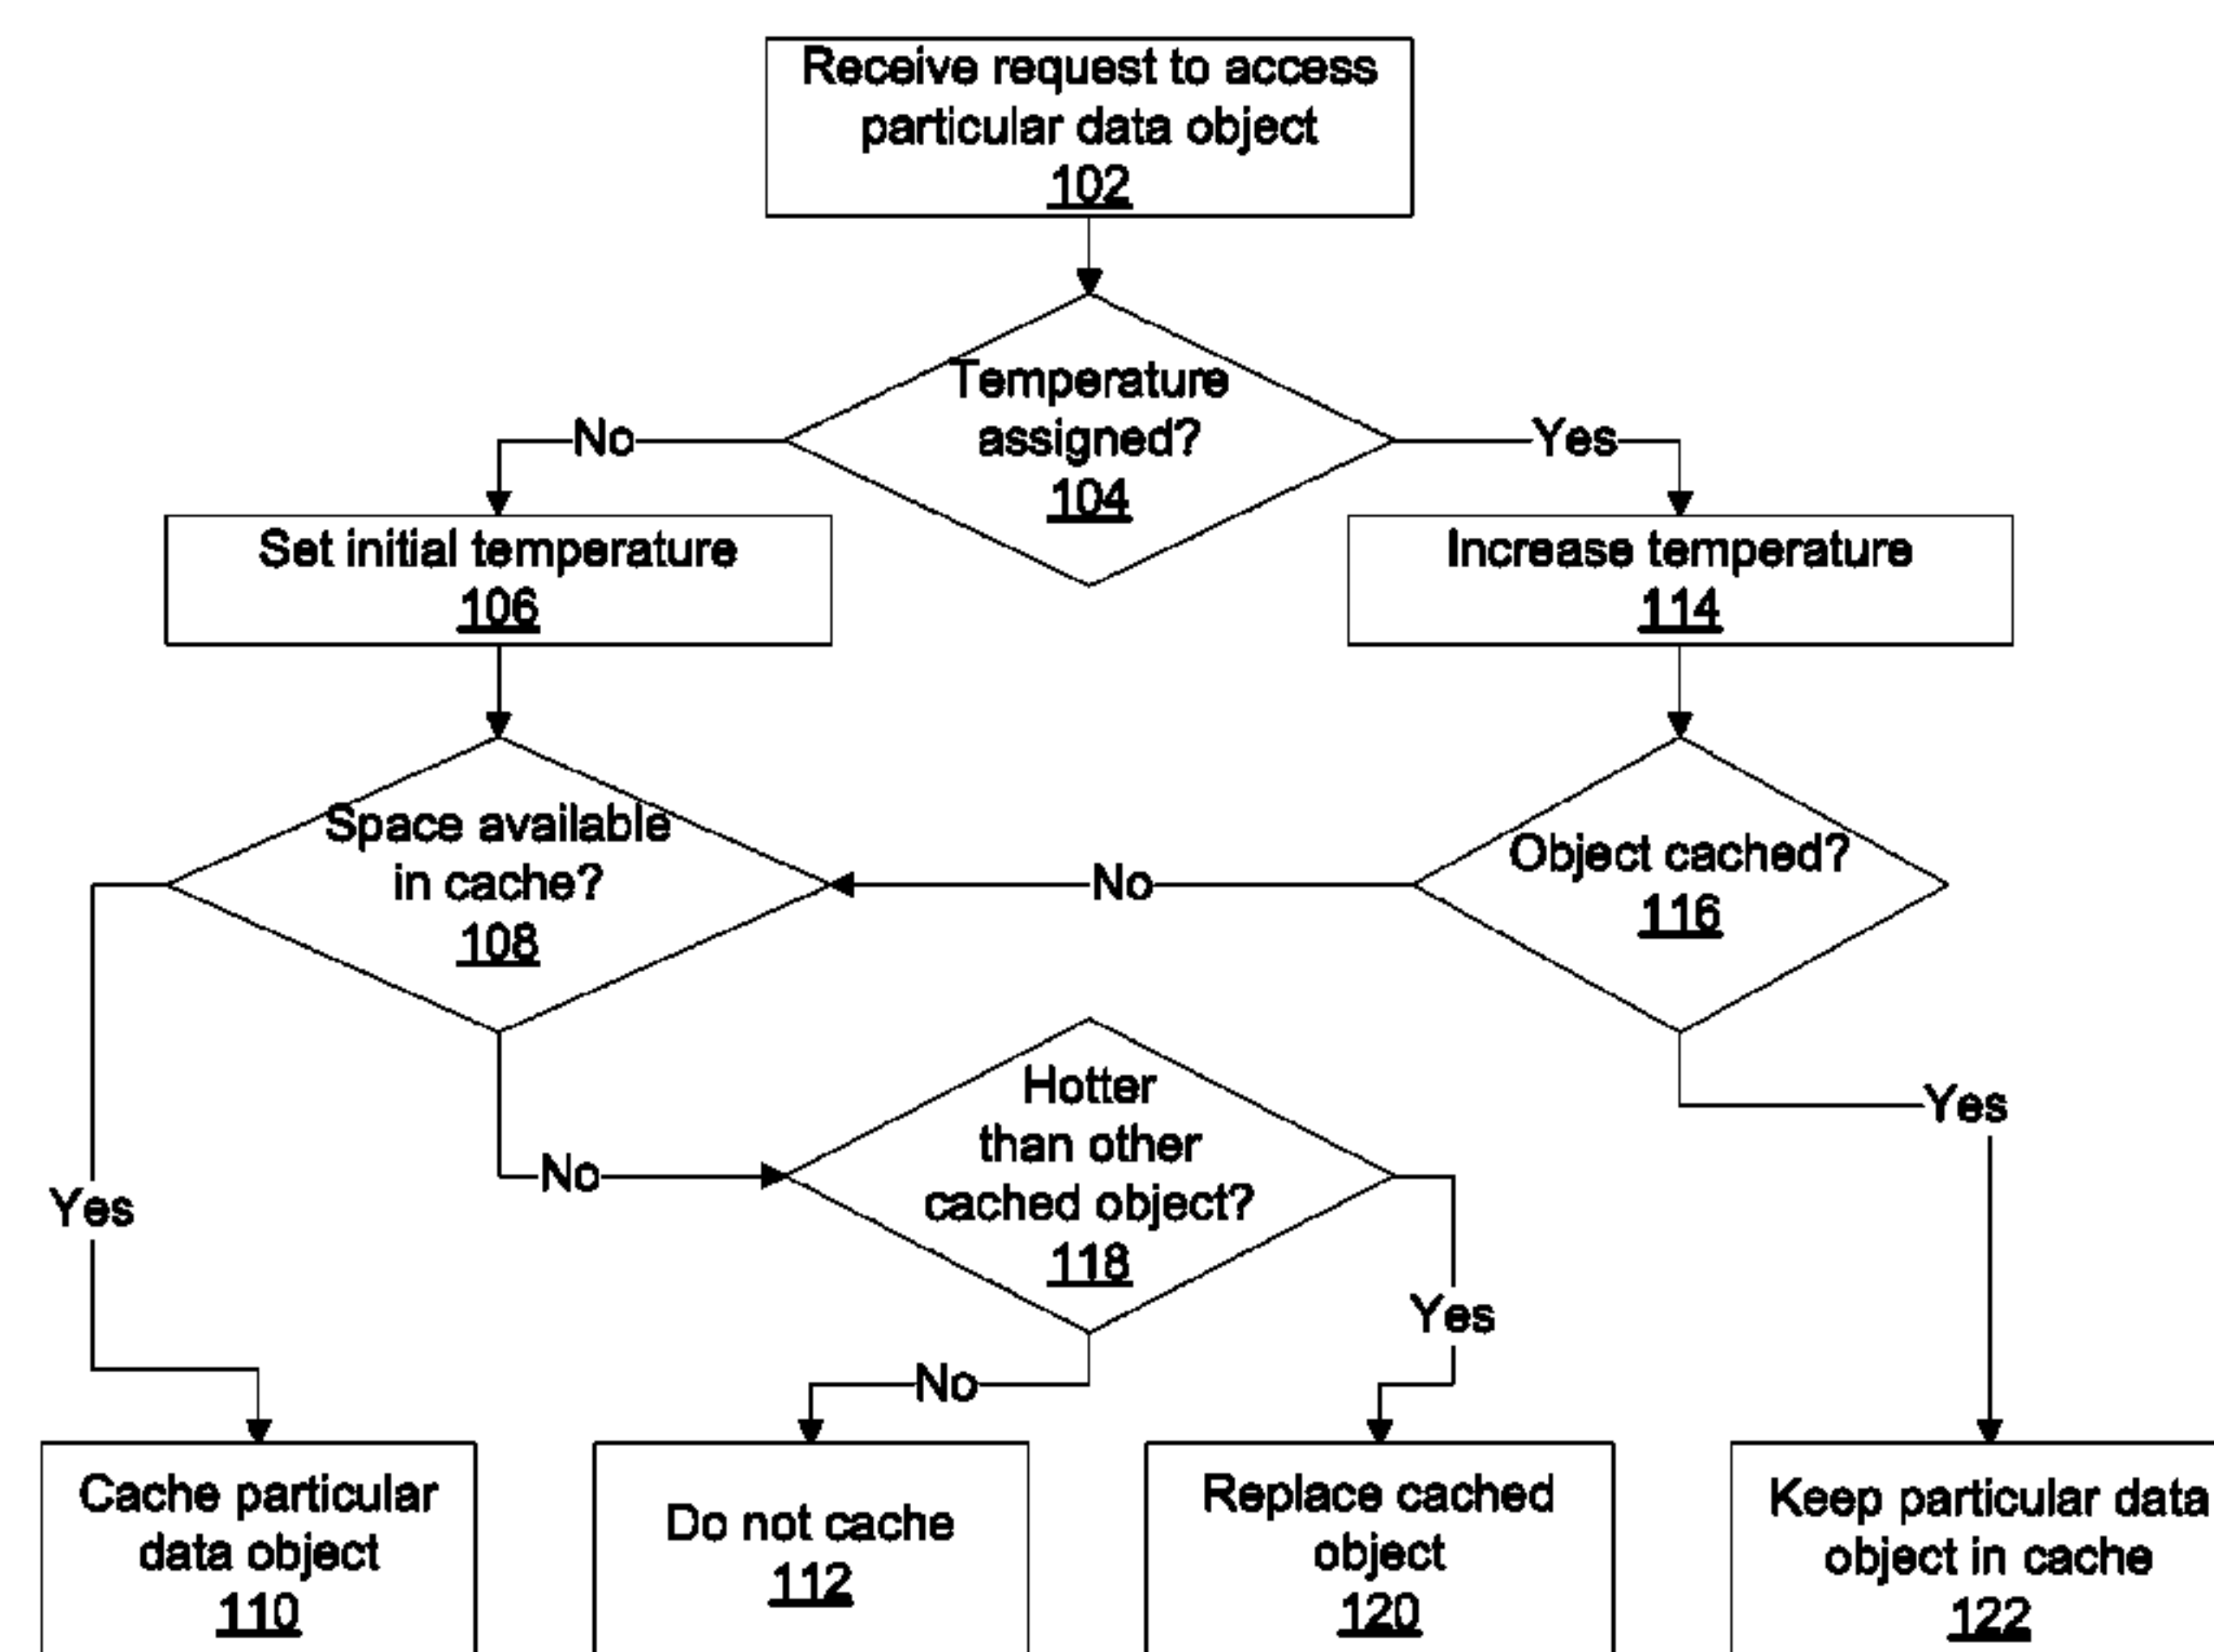 Receive request to access
particular data object
102
Temperature
assigned?
104
No
Yes
Set initial temperature
106
Increase temperature
114
Space available
in cache?
108
No
Object cached?
116
Yes
No
Hotter
than other
cached object?
118
Yes
Yes
No
Cache particular
data object
110
Do not cache
112
Replace cached
object
120
Keep particular data
object in cache
122